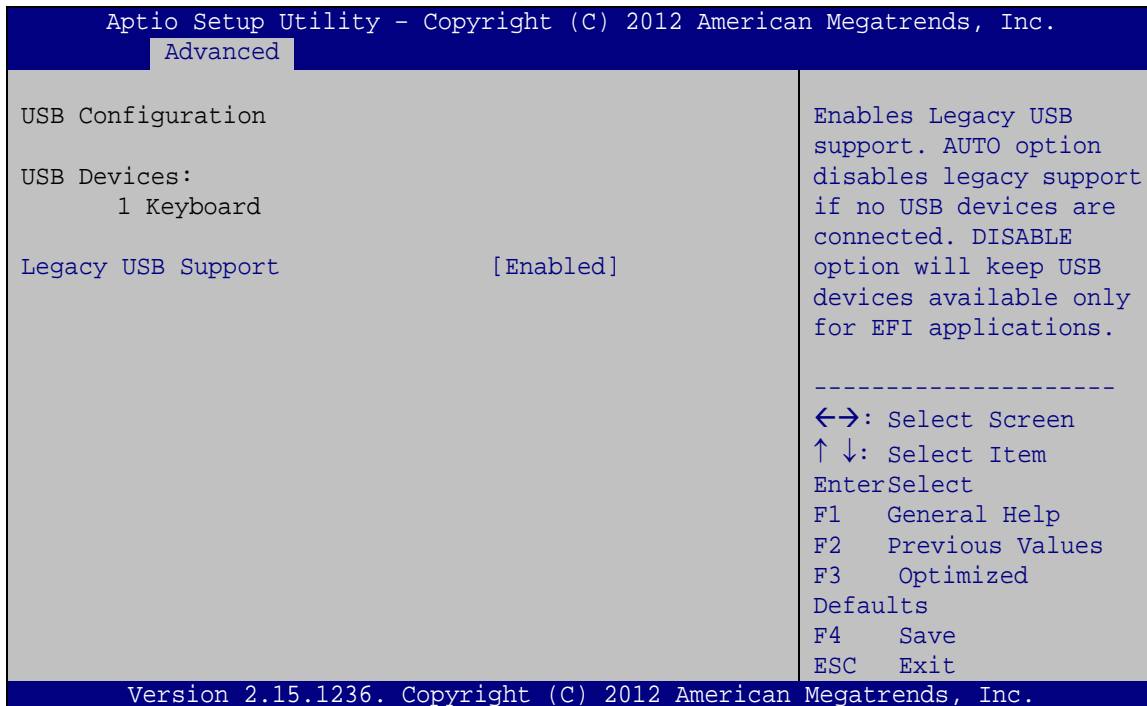 Aptio Setup Utility – Copyright (C) 2012 American Megatrends, Inc.
Advanced
USB Configuration
USB Devices:
1 Keyboard
Legacy USB Support [Enabled]
Enables Legacy USB
support. AUTO option
disables legacy support
if no USB devices are
connected. DISABLE
option will keep USB
devices available only
for EFI applications.
---------------------
←→: Select Screen
↑ ↓: Select Item
EnterSelect
F1 General Help
F2 Previous Values
F3 Optimized
Defaults
F4 Save
ESC Exit
Version 2.15.1236. Copyright (C) 2012 American Megatrends, Inc.